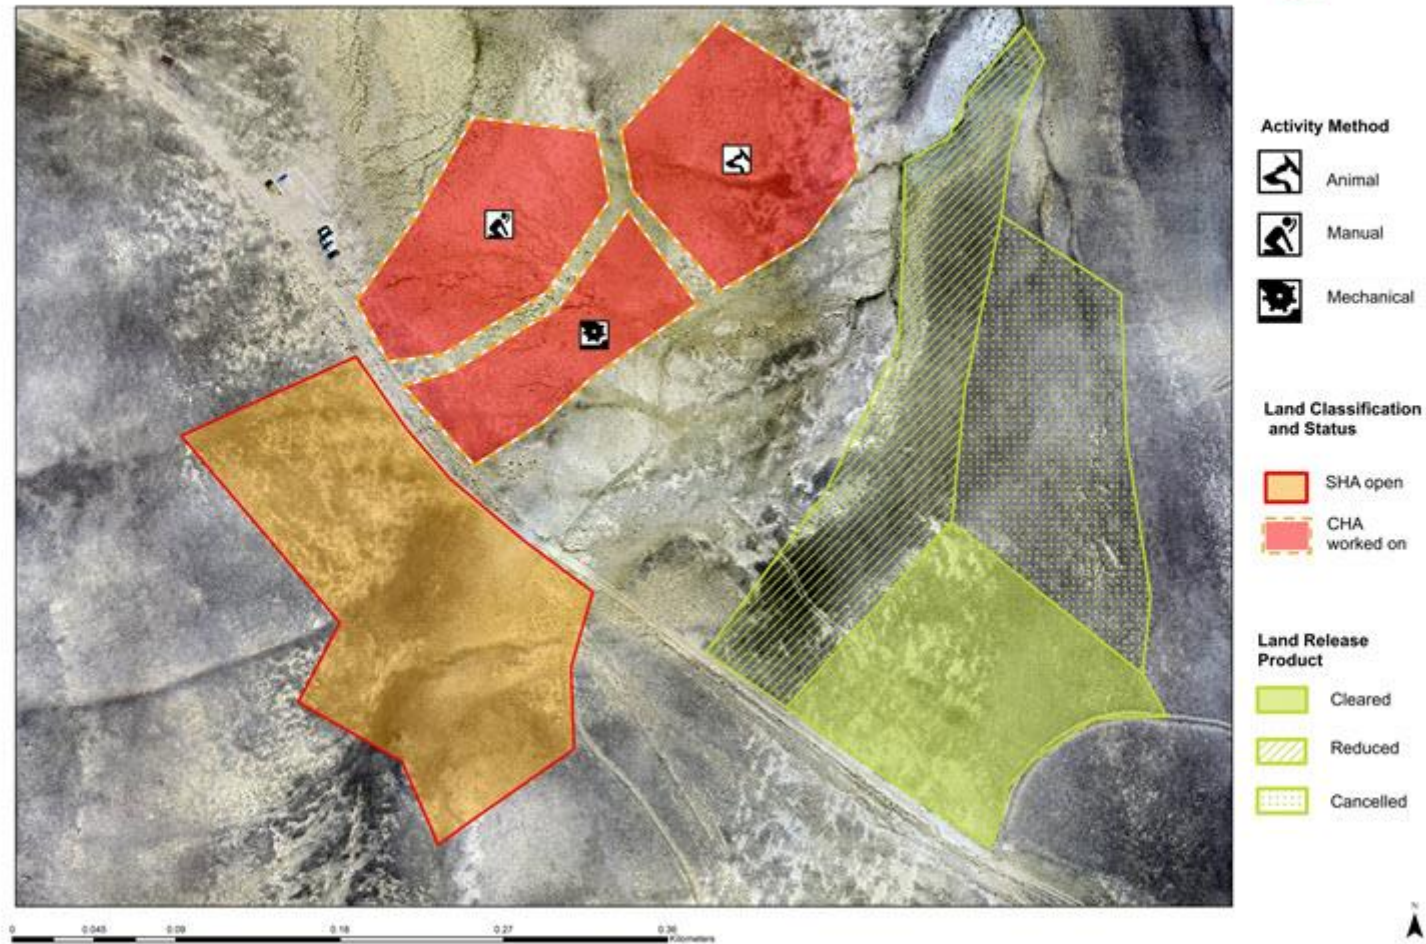 Activity Method
Animal
Manual
Mechanical
Land Classification
and Status
SHA open
CHA
worked on
Land Release
Product
Cleared
Reduced
Cancelled
0 0.045 0.09 0.18 0.27 0.36
Kilometers
N